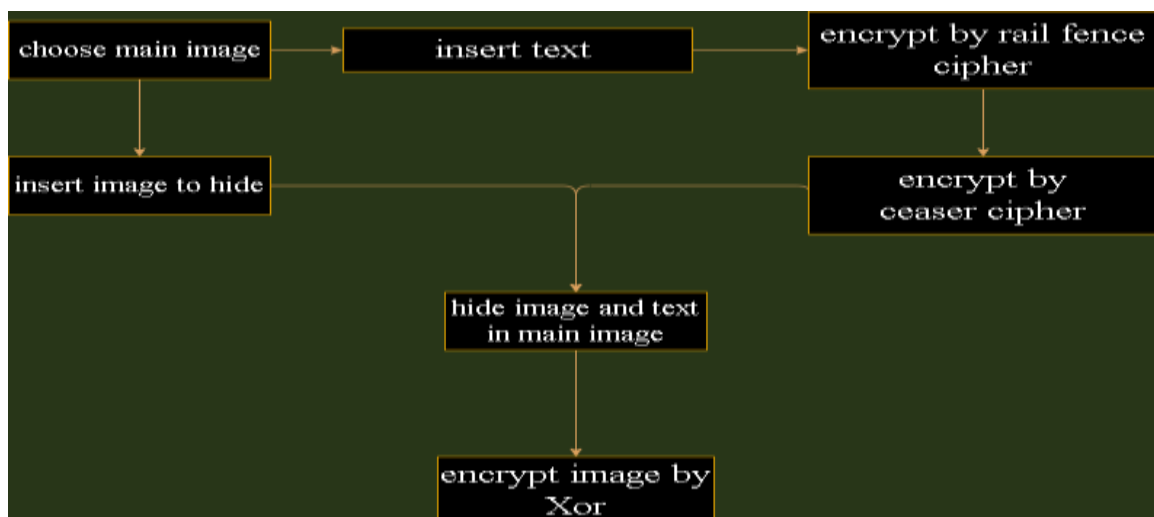 choose main image
insert text
encrypt by rail fence
cipher
insert image to hide
encrypt by
ceaser cipher
hide image and text
in main image
encrypt image by
Xor